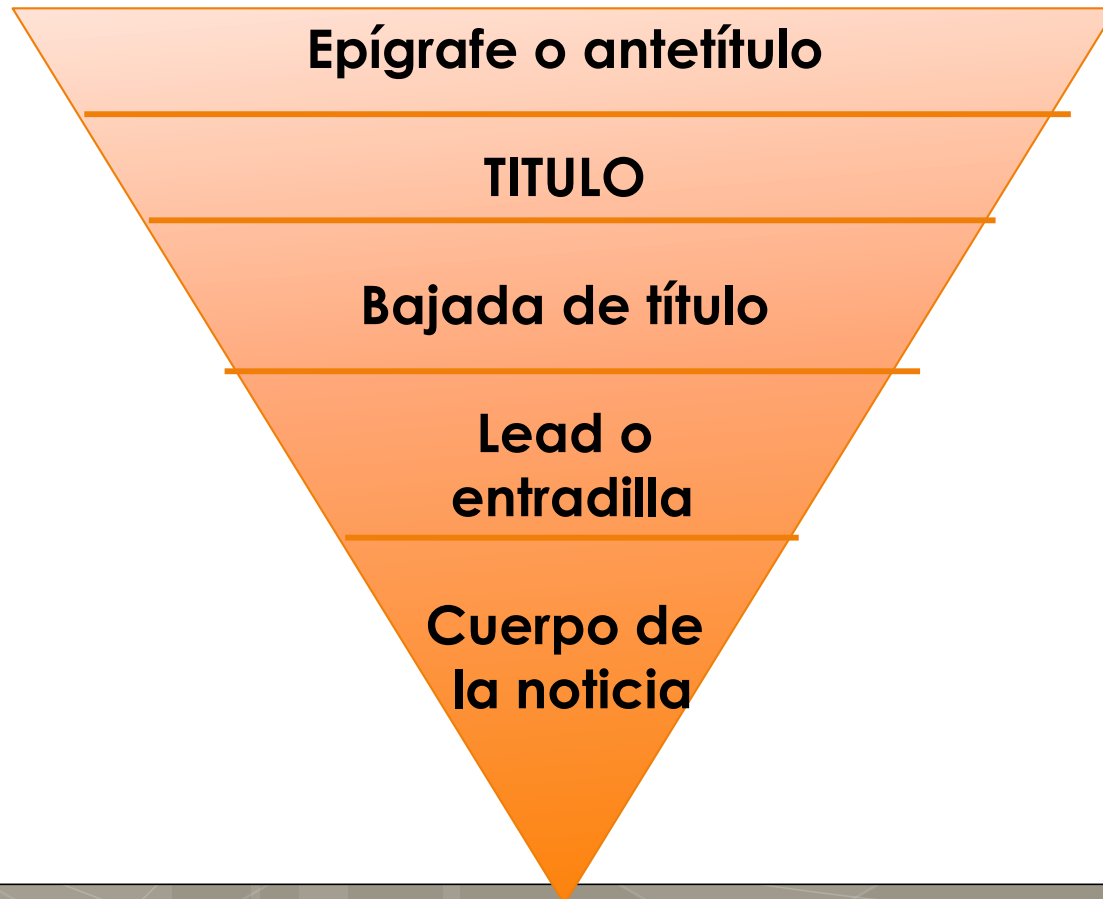 Epígrafe o antetítulo
TITULO
Bajada de título
Lead o
entradilla
Cuerpo de
la noticia